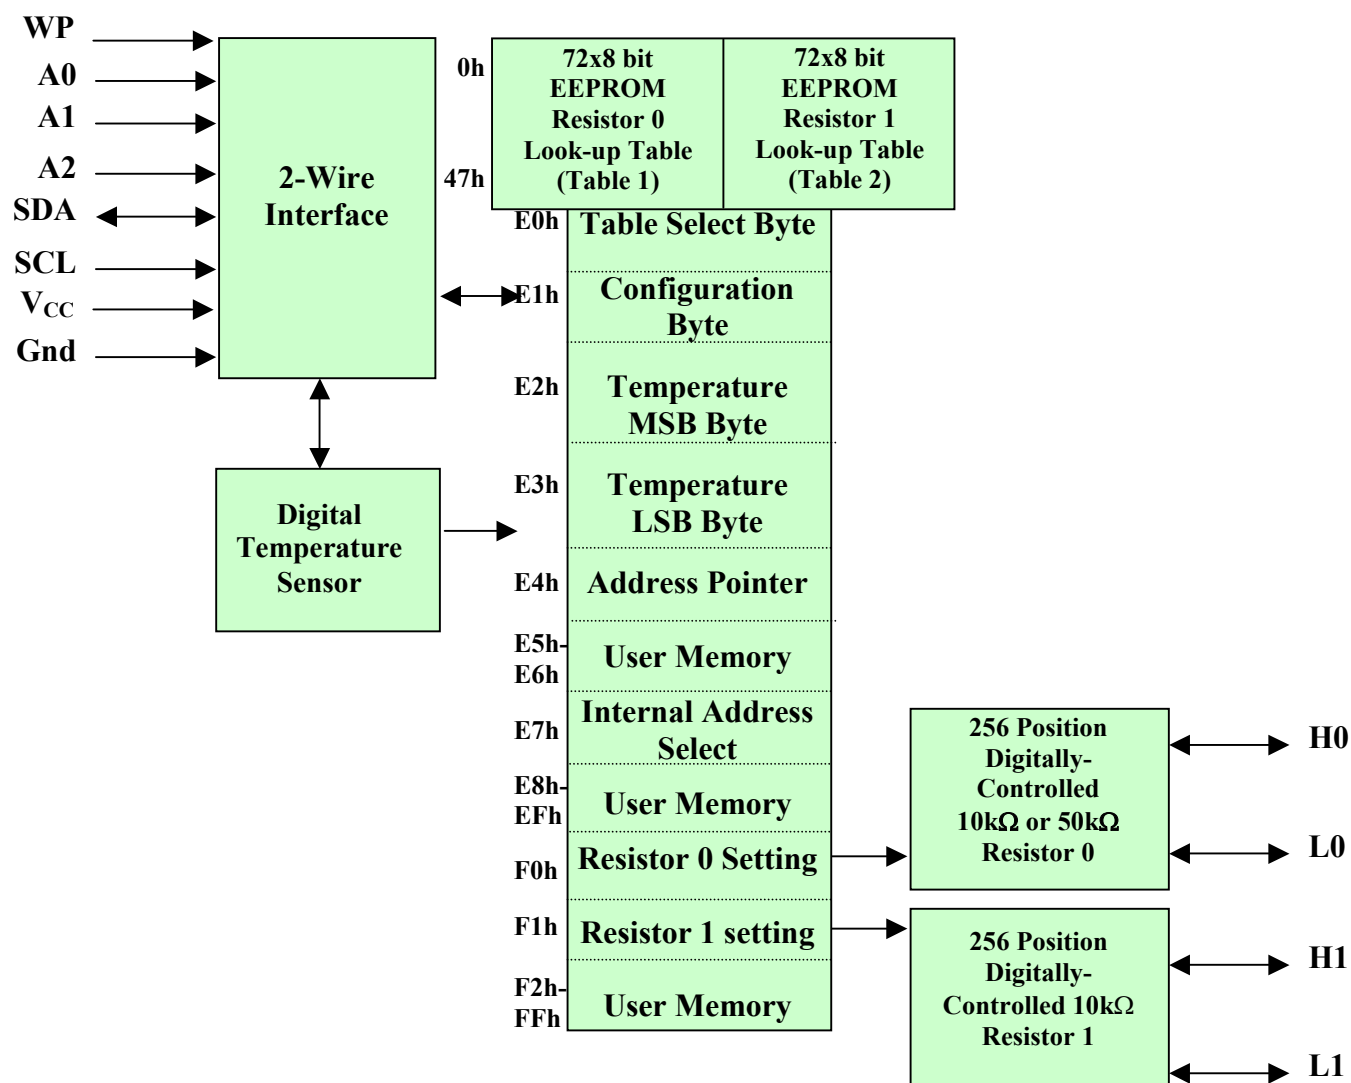 WP
A0
A1
A2
SDA
SCL
VCC
Gnd
2-Wire
Interface
Digital
Temperature
Sensor
0h
47h
72x8 bit
EEPROM
Resistor 0
Look-up Table
(Table 1)
72x8 bit
EEPROM
Resistor 1
Look-up Table
(Table 2)
E0h
Table Select Byte
E1h
Configuration
Byte
E2h
Temperature
MSB Byte
E3h
Temperature
LSB Byte
E4h
Address Pointer
E5h-
E6h
User Memory
E7h
Internal Address
Select
E8h-
EFh
User Memory
F0h
Resistor 0 Setting
F1h
Resistor 1 setting
F2h-
FFh
User Memory
256 Position
Digitally-
Controlled
10kΩ or 50kΩ
Resistor 0
H0
L0
256 Position
Digitally-
Controlled 10kΩ
Resistor 1
H1
L1